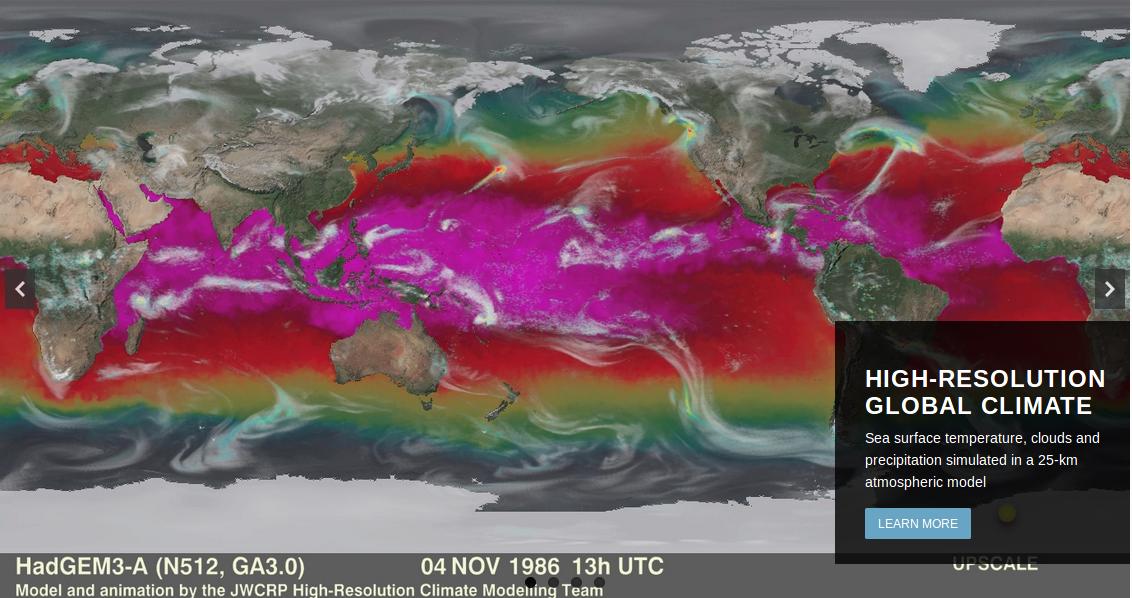 HIGH-RESOLUTION
GLOBAL CLIMATE
Sea surface temperature, clouds and
precipitation simulated in a 25-km
atmospheric model
LEARN MORE
HadGEM3-A (N512, GA3.0) 04 NOV 1986 13h UTC UPSCALE
Model and animation by the JWCRP High-Resolution Climate Modelling Team